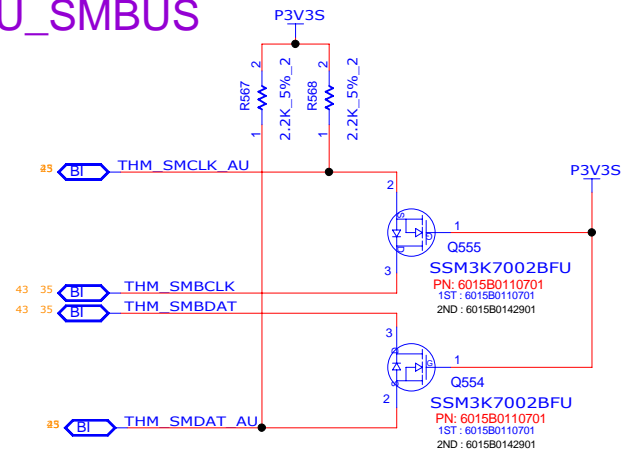 U_SMBUS
P3V3S
2
2
R567
2.2K_5%_2
R568
2.2K_5%_2
1
1
BI
THM_SMCLK_AU
2
P3V3S
S
G
D
1
Q555
3
SSM3K7002BFU
PN: 6015B0110701
1ST : 6015B0110701
2ND : 6015B0142901
43 35
BI
THM_SMBCLK
43 35
BI
THM_SMBDAT
3
G
1
Q554
2
SSM3K7002BFU
PN: 6015B0110701
1ST : 6015B0110701
2ND : 6015B0142901
BI
THM_SMDAT_AU